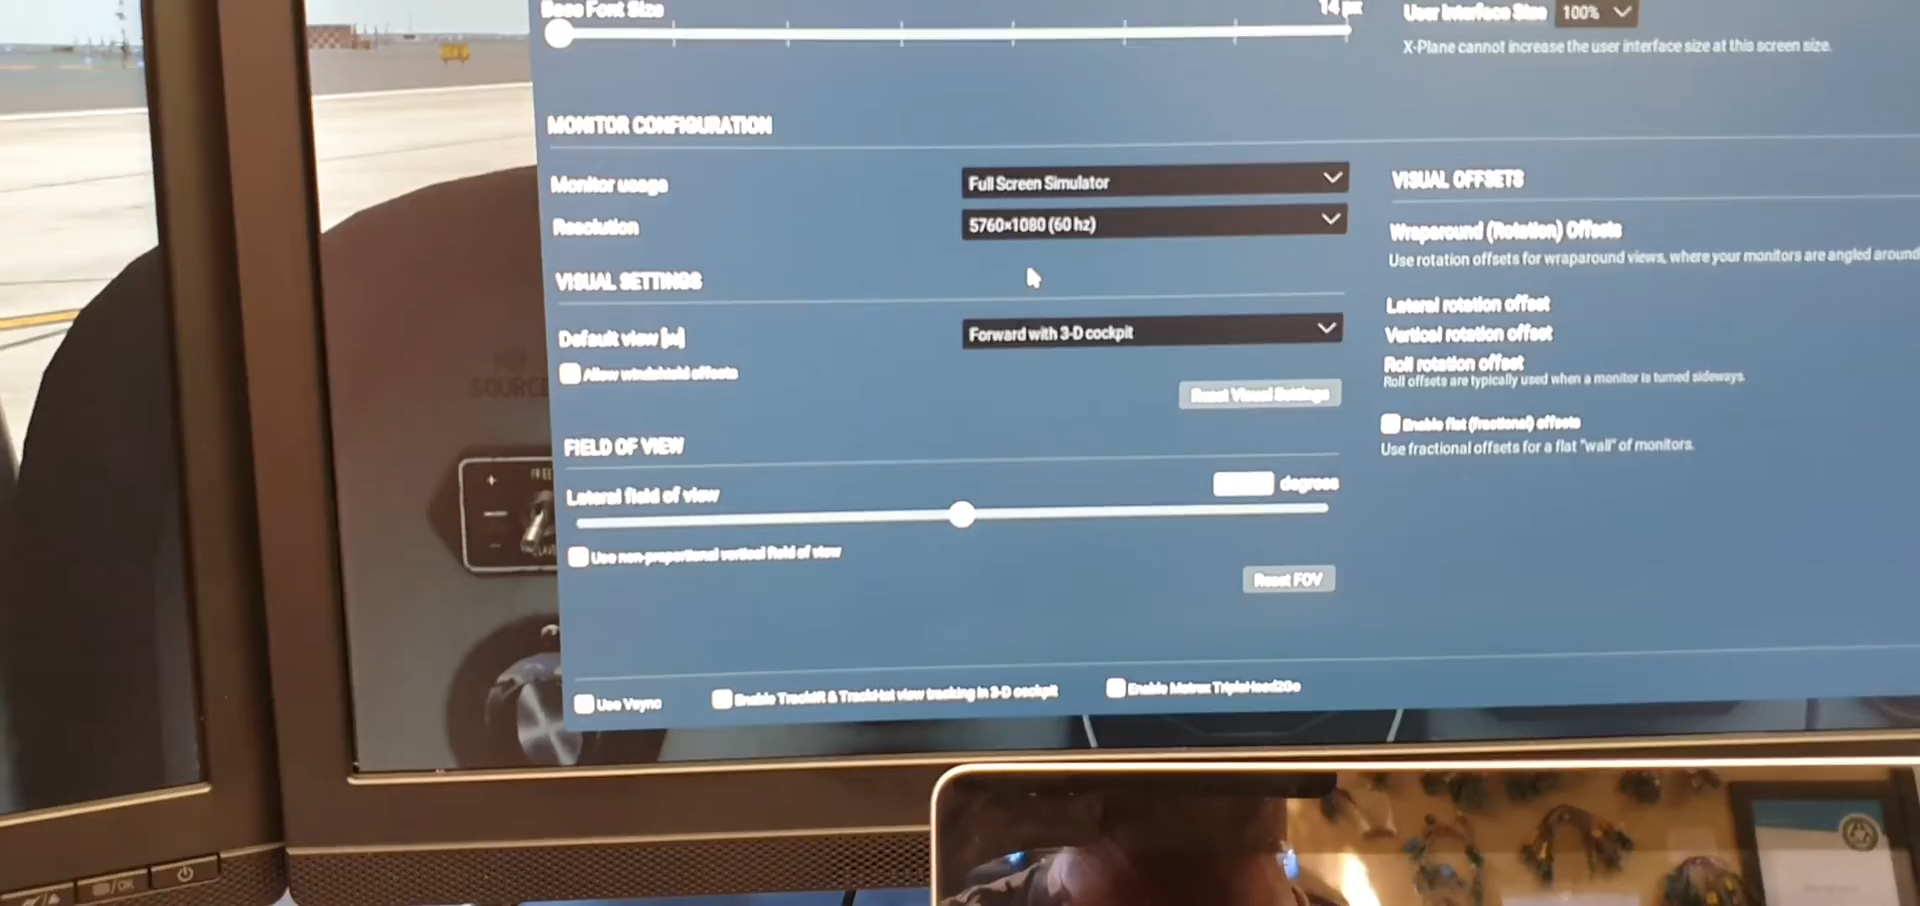 Base Font Size
14 px
User Interface Size 100%
X-Plane cannot increase the user interface size at this screen size.
MONITOR CONFIGURATION
Monitor usage
Full Screen Simulator
Resolution
5760×1080 (60 hz)
VISUAL SETTINGS
Default view [w]
Forward with 3-D cockpit
Allow windshield effects
Reset Visual Settings
FIELD OF VIEW
Lateral field of view
degrees
Use non-proportional vertical field of view
Reset FOV
Use Vsync
Enable TrackIR & TrackHat view tracking in 3-D cockpit
Enable Matrox TripleHead2Go
VISUAL OFFSETS
Wraparound (Rotation) Offsets
Use rotation offsets for wraparound views, where your monitors are angled around
Lateral rotation offset
Vertical rotation offset
Roll rotation offset
Roll offsets are typically used when a monitor is turned sideways.
Enable flat (fractional) offsets
Use fractional offsets for a flat "wall" of monitors.
SOURCE
/OK